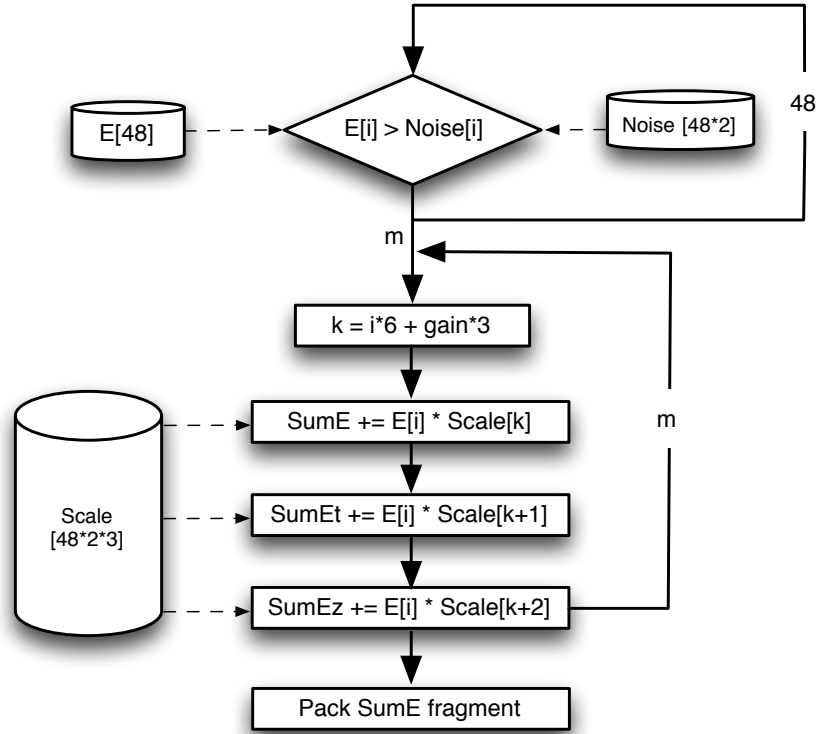 48
E[48]
E[i] > Noise[i]
Noise [48*2]
m
k = i*6 + gain*3
SumE += E[i] * Scale[k]
m
Scale
[48*2*3]
SumEt += E[i] * Scale[k+1]
SumEz += E[i] * Scale[k+2]
Pack SumE fragment